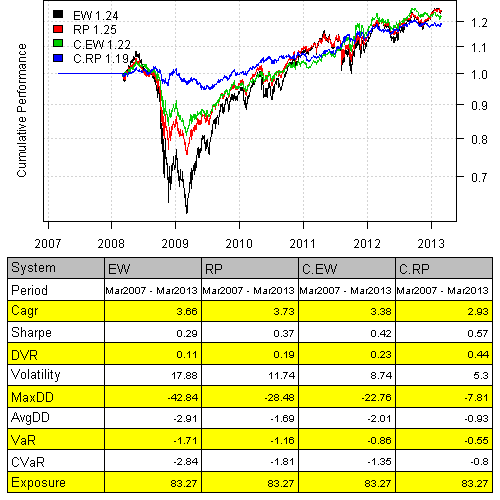 EW 1.24
RP 1.25
C.EW 1.22
C.RP 1.19
Cumulative Performance
1.2
1.1
1.0
0.9
0.8
0.7
2007 2008 2009 2010 2011 2012 2013
System EW RP C.EW C.RP
Period Mar2007 - Mar2013 Mar2007 - Mar2013 Mar2007 - Mar2013 Mar2007 - Mar2013
Cagr 3.66 3.73 3.38 2.93
Sharpe 0.29 0.37 0.42 0.57
DVR 0.11 0.19 0.23 0.44
Volatility 17.88 11.74 8.74 5.3
MaxDD -42.84 -28.48 -22.76 -7.81
AvgDD -2.91 -1.69 -2.01 -0.93
VaR -1.71 -1.16 -0.86 -0.55
CVaR -2.84 -1.81 -1.35 -0.8
Exposure 83.27 83.27 83.27 83.27